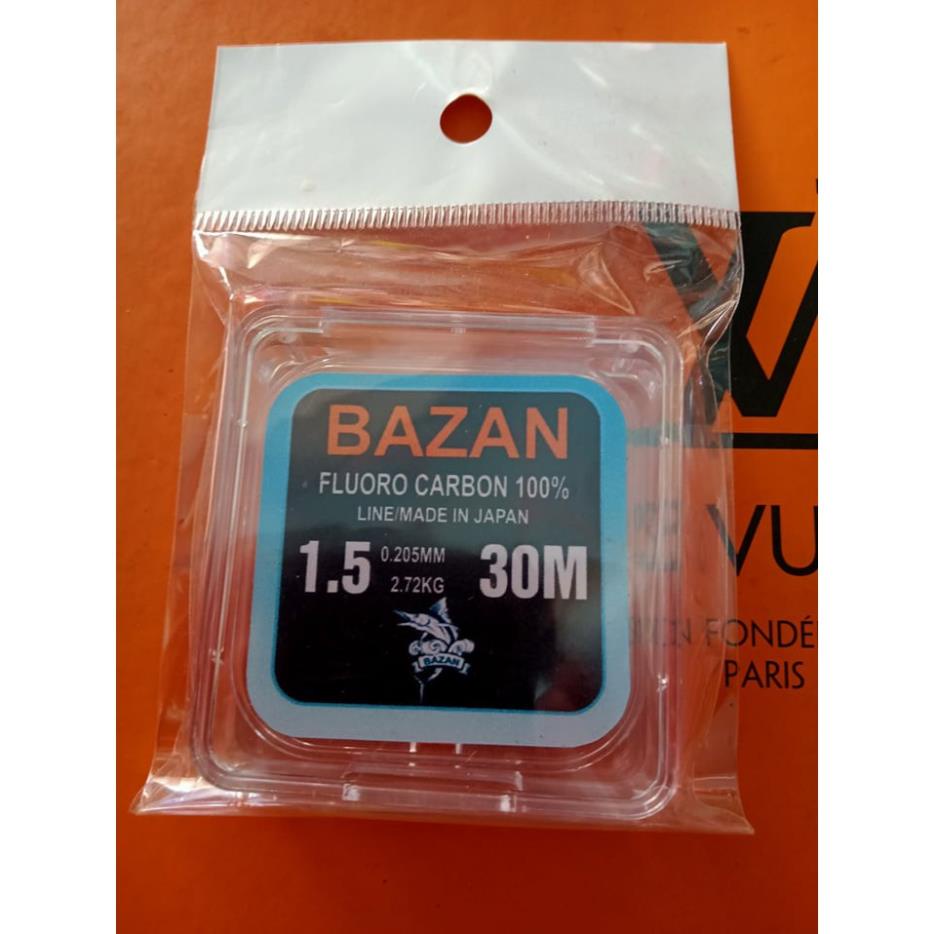 BAZAN
FLUORO CARBON 100%
LINE/MADE IN JAPAN
1.5 0.205MM 30M
2.72KG
BAZAN
V
VU
FONDÉ
PARIS